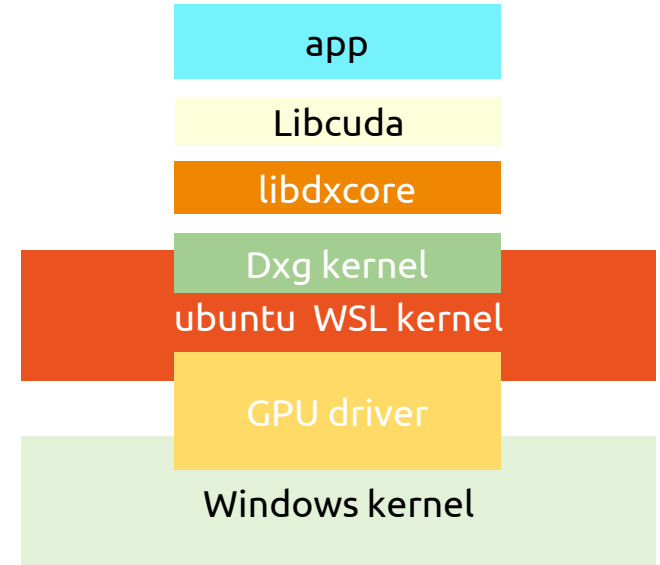 app
Libcuda
libdxcore
Dxg kernel
ubuntu  WSL kernel
GPU driver
Windows kernel